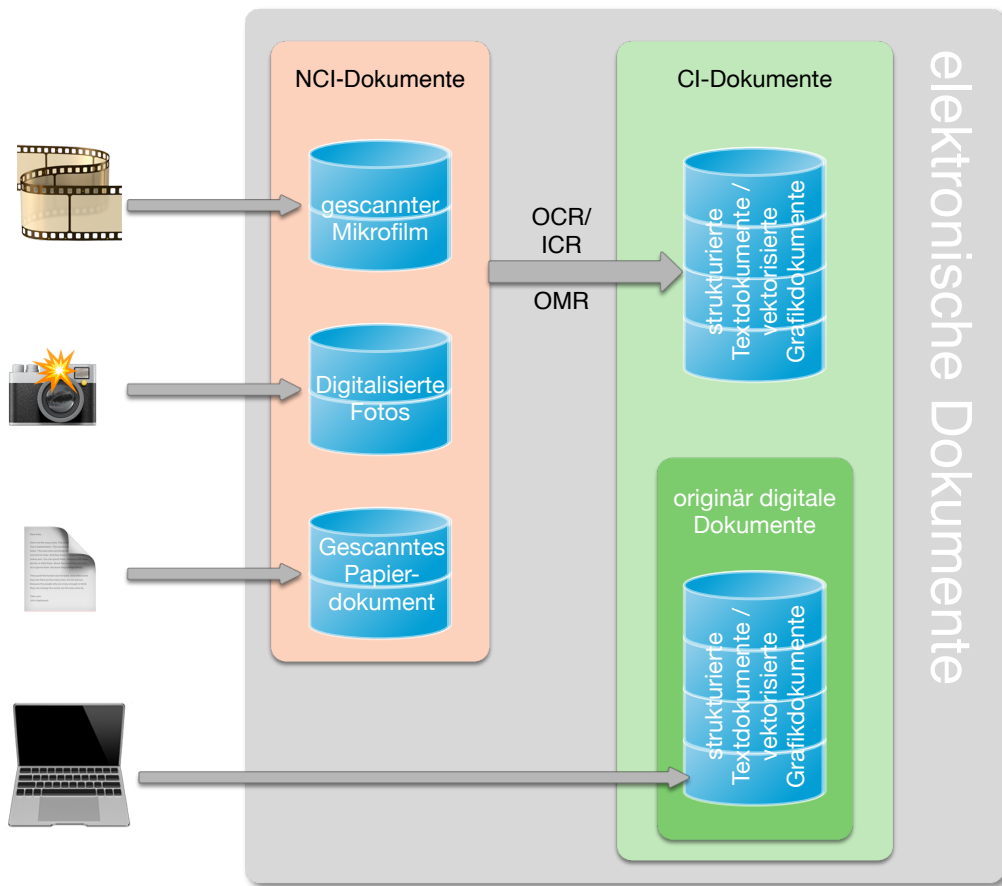 NCI-Dokumente
gescannter
Mikrofilm
Digitalisierte
Fotos
Gescanntes
Papier-
dokument
OCR/
ICR
OMR
CI-Dokumente
strukturierte
Textdokumente /
vektorisierte
Grafikdokumente
originär digitale
Dokumente
strukturierte
Textdokumente /
vektorisierte
Grafikdokumente
elektronische Dokumente